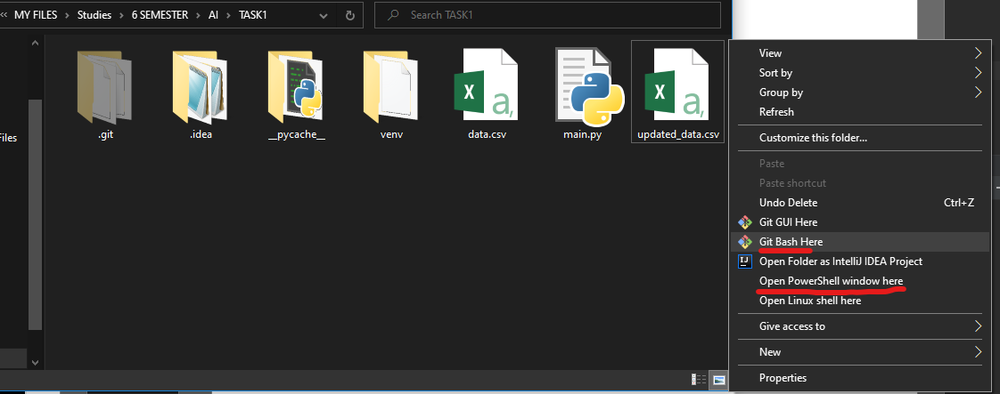 « MY FILES > Studies > 6 SEMESTER > AI > TASK1
Search TASK1
Files
.git
.idea
__pycache__
venv
data.csv
main.py
updated_data.csv
X
a,
X
a,
View
Sort by
Group by
Refresh
Customize this folder...
Paste
Paste shortcut
Undo Delete Ctrl+Z
Git GUI Here
Git Bash Here
IJ Open Folder as IntelliJ IDEA Project
Open PowerShell window here
Open Linux shell here
Give access to
New
Properties